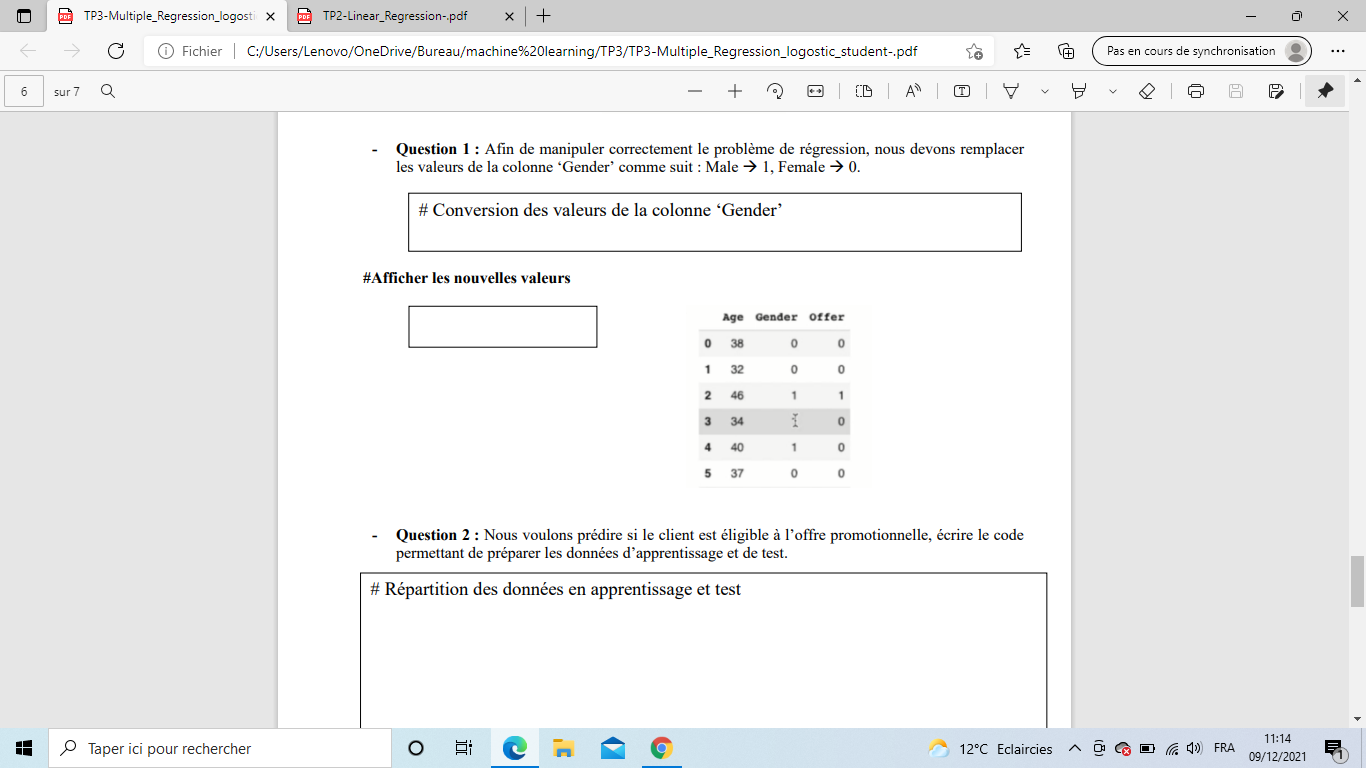 TP3-Multiple_Regression_logosti
TP2-Linear_Regression-.pdf
Fichier
C:/Users/Lenovo/OneDrive/Bureau/machine%20learning/TP3/TP3-Multiple_Regression_logostic_student-.pdf
Pas en cours de synchronisation
6 sur 7
- Question 1 : Afin de manipuler correctement le problème de régression, nous devons remplacer
les valeurs de la colonne ‘Gender’ comme suit : Male → 1, Female → 0.
# Conversion des valeurs de la colonne ‘Gender’
#Afficher les nouvelles valeurs
Age Gender Offer
0 38 0 0
1 32 0 0
2 46 1 1
3 34 0
4 40 1 0
5 37 0 0
- Question 2 : Nous voulons prédire si le client est éligible à l’offre promotionnelle, écrire le code
permettant de préparer les données d’apprentissage et de test.
# Répartition des données en apprentissage et test
Taper ici pour rechercher
12°C Eclaircies
FRA
11:14
09/12/2021
1